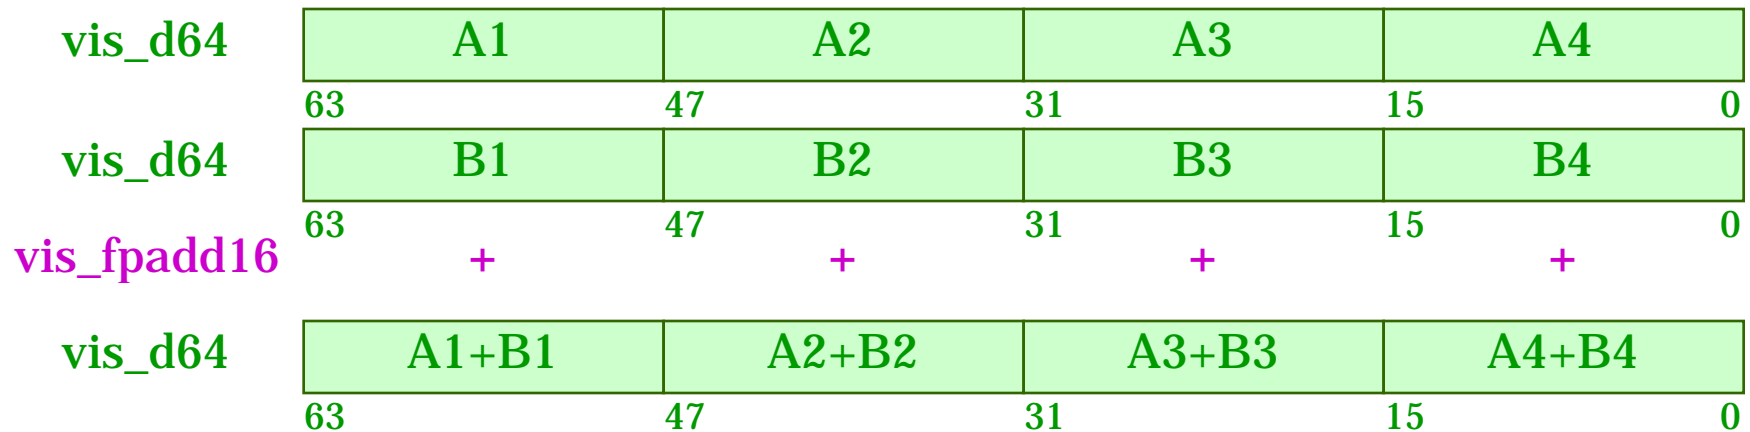 vis_d64 A1 A2 A3 A4
63 47 31 15 0
vis_d64 B1 B2 B3 B4
63 47 31 15 0
vis_fpadd16 + + + +
vis_d64 A1+B1 A2+B2 A3+B3 A4+B4
63 47 31 15 0